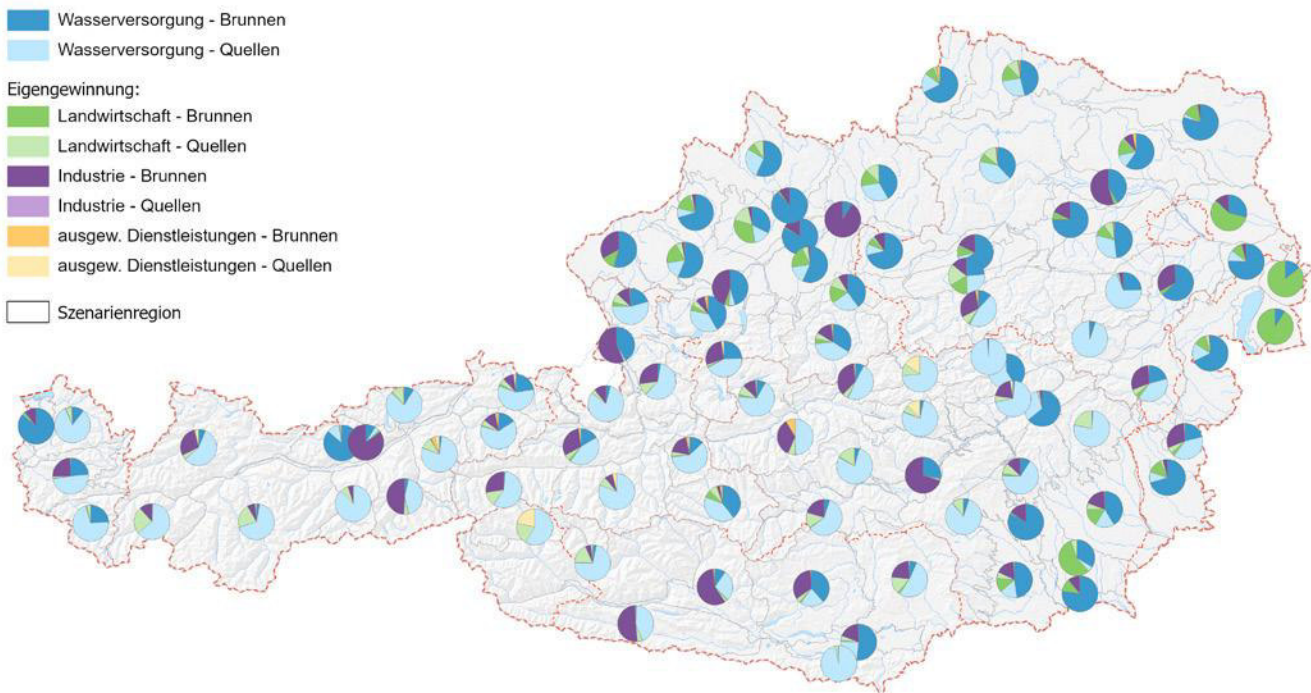 Wasserversorgung - Brunnen
Wasserversorgung - Quellen
Eigengewinnung:
Landwirtschaft - Brunnen
Landwirtschaft - Quellen
Industrie - Brunnen
Industrie - Quellen
ausgew. Dienstleistungen - Brunnen
ausgew. Dienstleistungen - Quellen
Szenarienregion